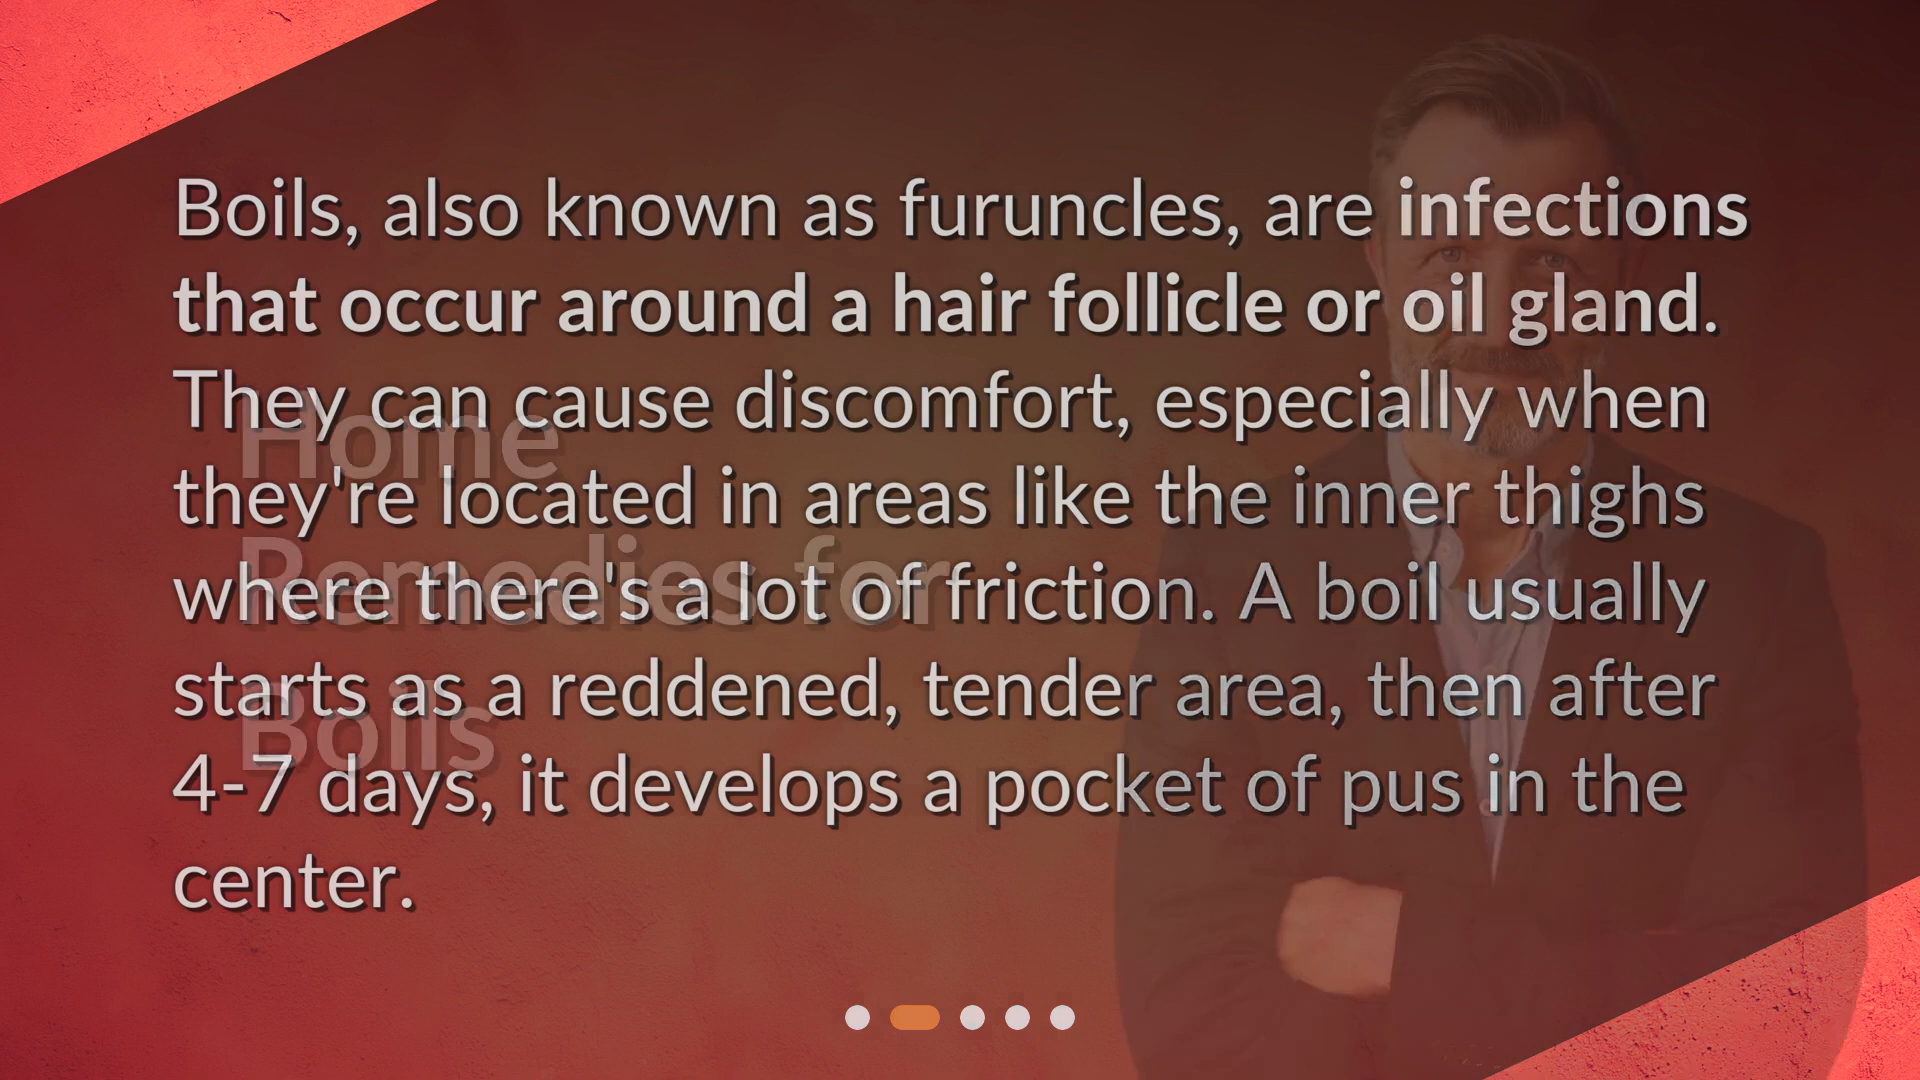 Boils, also known as furuncles, are infections
that occur around a hair follicle or oil gland.
They can cause discomfort, especially when
they're located in areas like the inner thighs
where there's a lot of friction. A boil usually
starts as a reddened, tender area, then after
4-7 days, it develops a pocket of pus in the
center.
Home
Remedies for
Boils